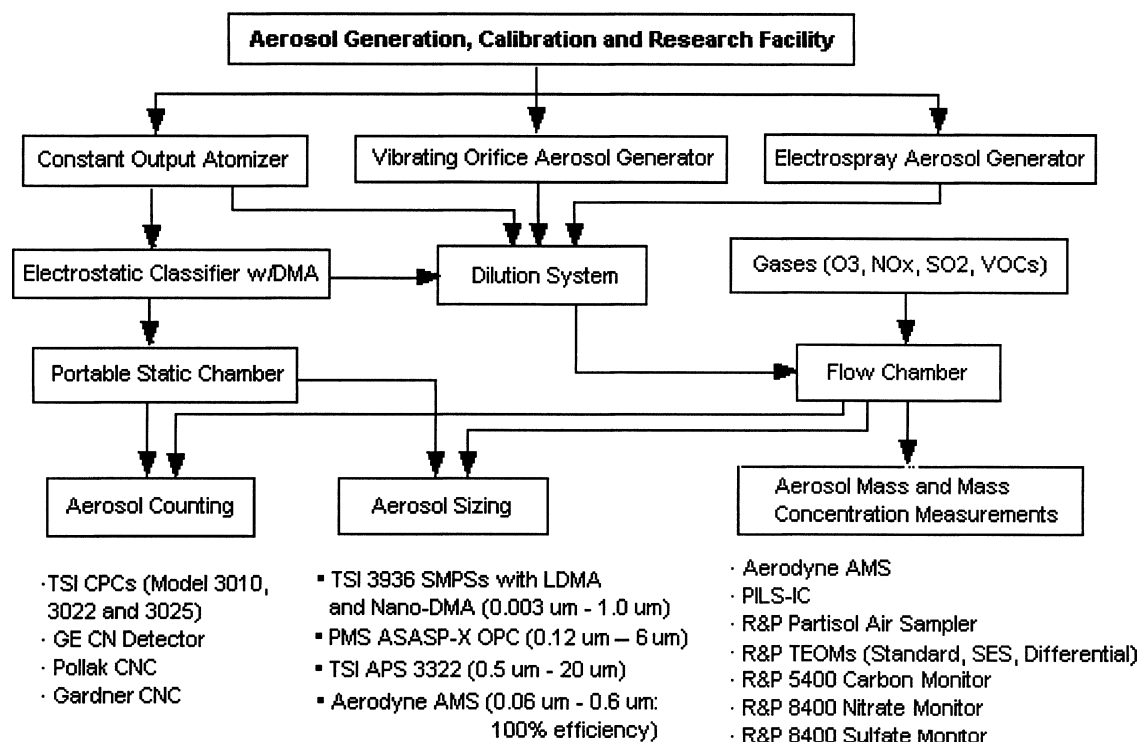 Aerosol Generation, Calibration and Research Facility
Constant Output Atomizer
Vibrating Orifice Aerosol Generator
Electrospray Aerosol Generator
Electrostatic Classifier w/DMA
Dilution System
Gases (O3, NOx, SO2, VOCs)
Portable Static Chamber
Flow Chamber
Aerosol Counting
Aerosol Sizing
Aerosol Mass and Mass
Concentration Measurements
· TSI CPCs (Model 3010,
3022 and 3025)
· GE CN Detector
· Pollak CNC
· Gardner CNC
▪ TSI 3936 SMPSs with LDMA
and Nano-DMA (0.003 um - 1.0 um)
▪ PMS ASASP-X OPC (0.12 um – 6 um)
▪ TSI APS 3322 (0.5 um - 20 um)
▪ Aerodyne AMS (0.06 um - 0.6 um:
100% efficiency)
· Aerodyne AMS
· PILS-IC
· R&P Partisol Air Sampler
· R&P TEOMs (Standard, SES, Differential)
· R&P 5400 Carbon Monitor
· R&P 8400 Nitrate Monitor
· R&P 8400 Sulfate Monitor